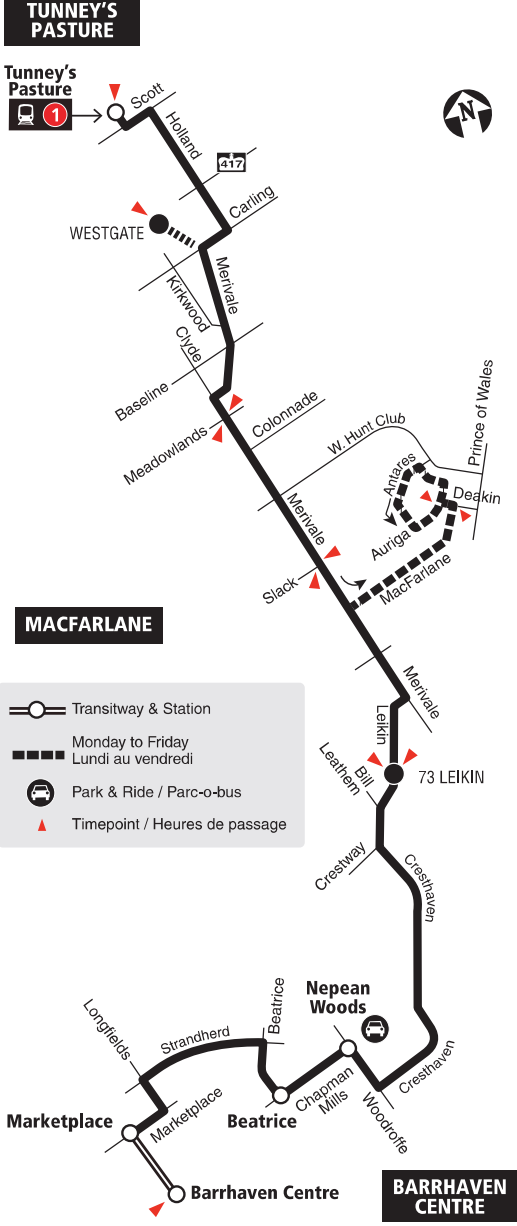 TUNNEY'S
PASTURE
Tunney's
Pasture
1
Scott
N
Holland
417
Carling
WESTGATE
Merivale
Kirkwood
Clyde
Baseline
Meadowlands
Colonnade
W. Hunt Club
Prince of Wales
Antares
Deakin
Merivale
Auriga
MacFarlane
Slack
MACFARLANE
Merivale
Transitway & Station
Monday to Friday
Lundi au vendredi
Park & Ride / Parc-o-bus
Timepoint / Heures de passage
Leikin
73 LEIKIN
Bill
Leathem
Crestway
Cresthaven
Nepean
Woods
Beatrice
Longfields
Strandherd
Cresthaven
Chapman
Mills
Woodroffe
Marketplace
Marketplace
Beatrice
Barrhaven Centre
BARRHAVEN
CENTRE